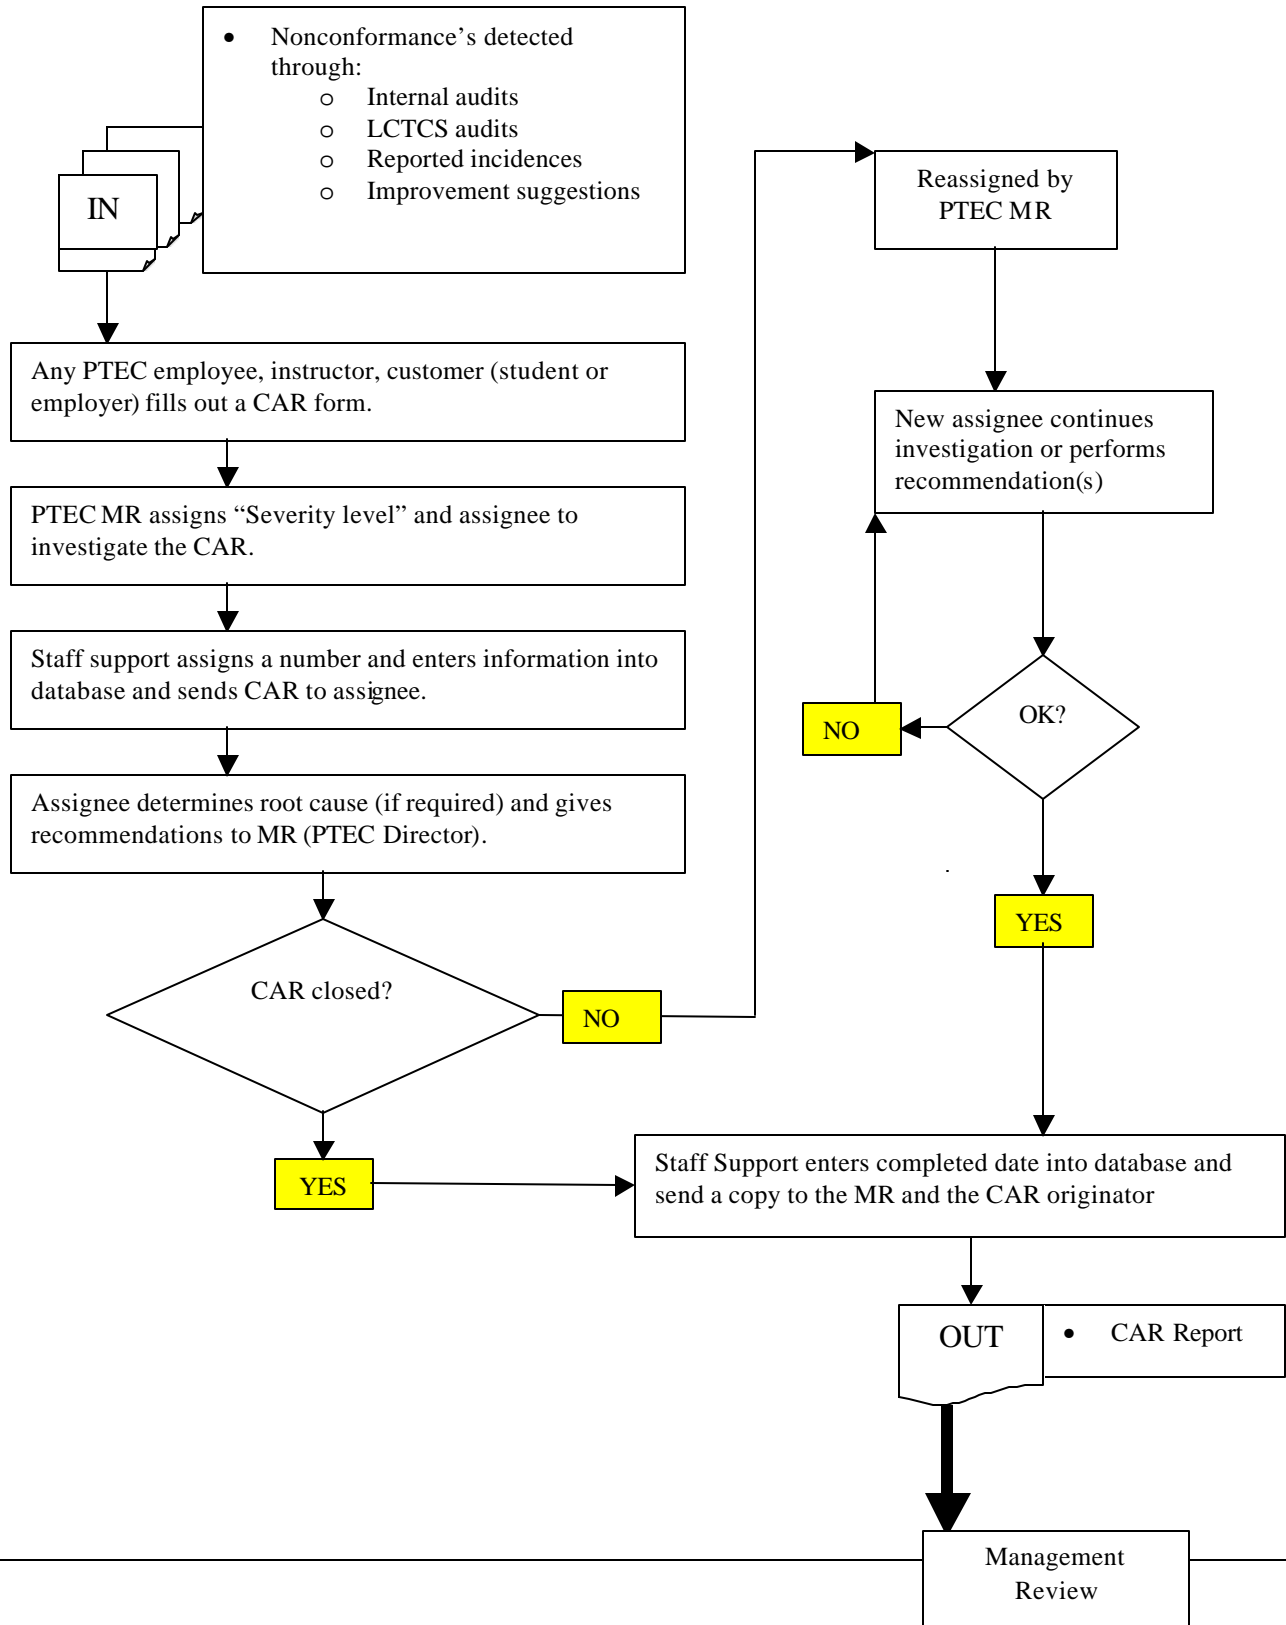 • Nonconformance's detected
through:
o Internal audits
o LCTCS audits
o Reported incidences
o Improvement suggestions
IN
Any PTEC employee, instructor, customer (student or
employer) fills out a CAR form.
PTEC MR assigns “Severity level” and assignee to
investigate the CAR.
Staff support assigns a number and enters information into
database and sends CAR to assignee.
Assignee determines root cause (if required) and gives
recommendations to MR (PTEC Director).
CAR closed?
NO
YES
Reassigned by
PTEC MR
New assignee continues
investigation or performs
recommendation(s)
OK?
NO
YES
Staff Support enters completed date into database and
send a copy to the MR and the CAR originator
OUT
• CAR Report
Management
Review